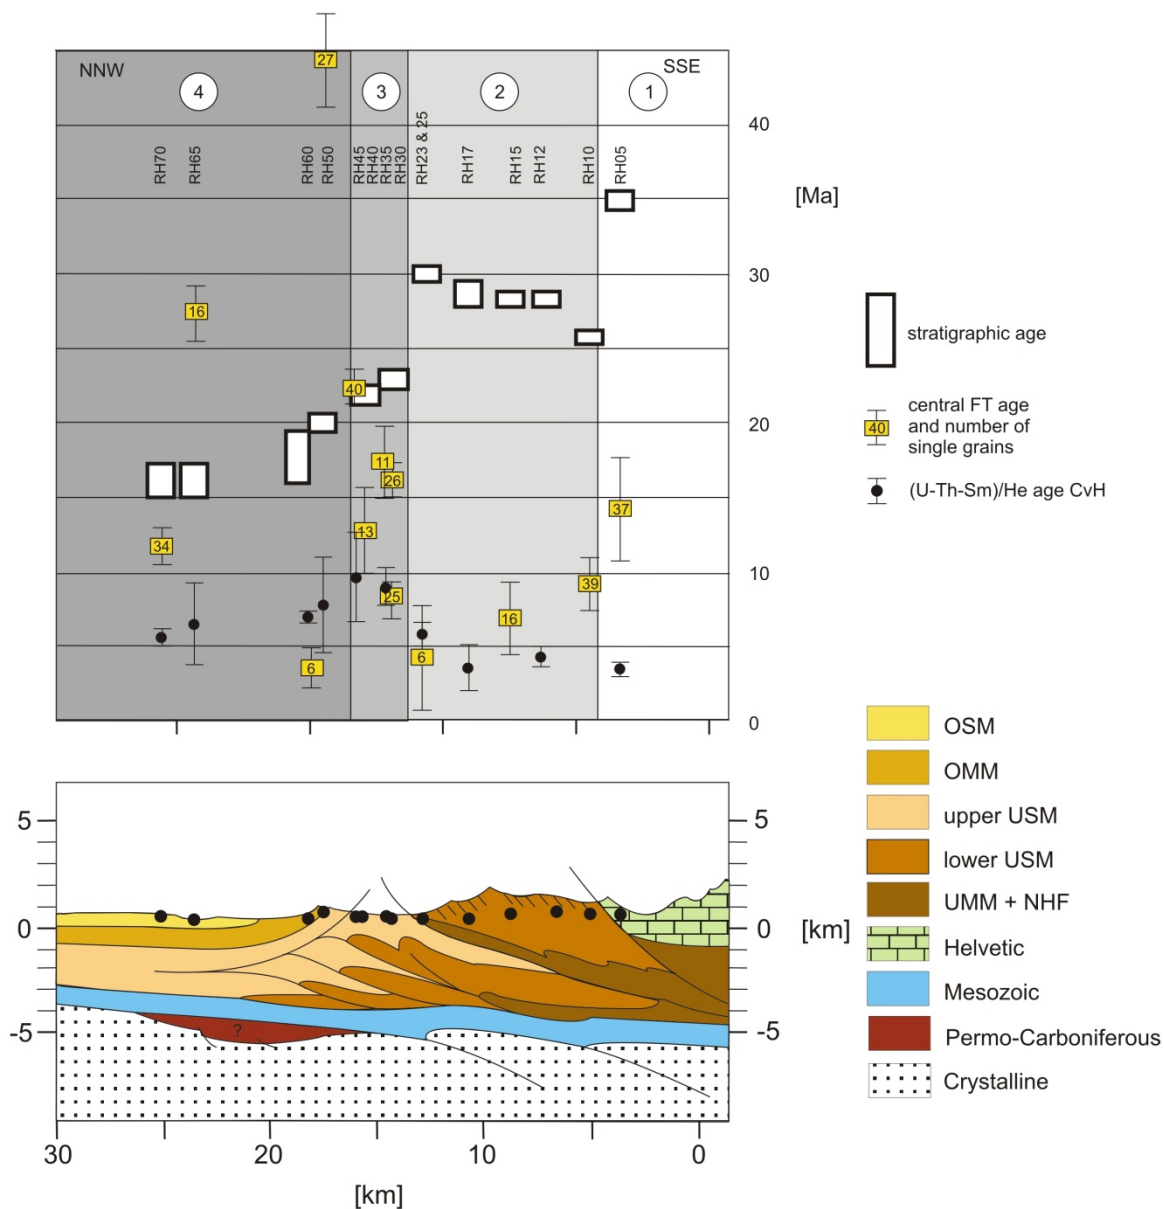 NNW
SSE
4
3
2
1
27
RH70
RH65
RH60
RH50
RH45
RH40
RH35
RH30
RH23 & 25
RH17
RH15
RH12
RH10
RH05
40
30
20
10
0
[Ma]
16
40
11
26
13
34
25
6
6
16
39
37
stratigraphic age
40
central FT age
and number of
single grains
(U-Th-Sm)/He age CvH
5
0
-5
?
5
0
-5
[km]
30
20
10
0
[km]
OSM
OMM
upper USM
lower USM
UMM + NHF
Helvetic
Mesozoic
Permo-Carboniferous
Crystalline